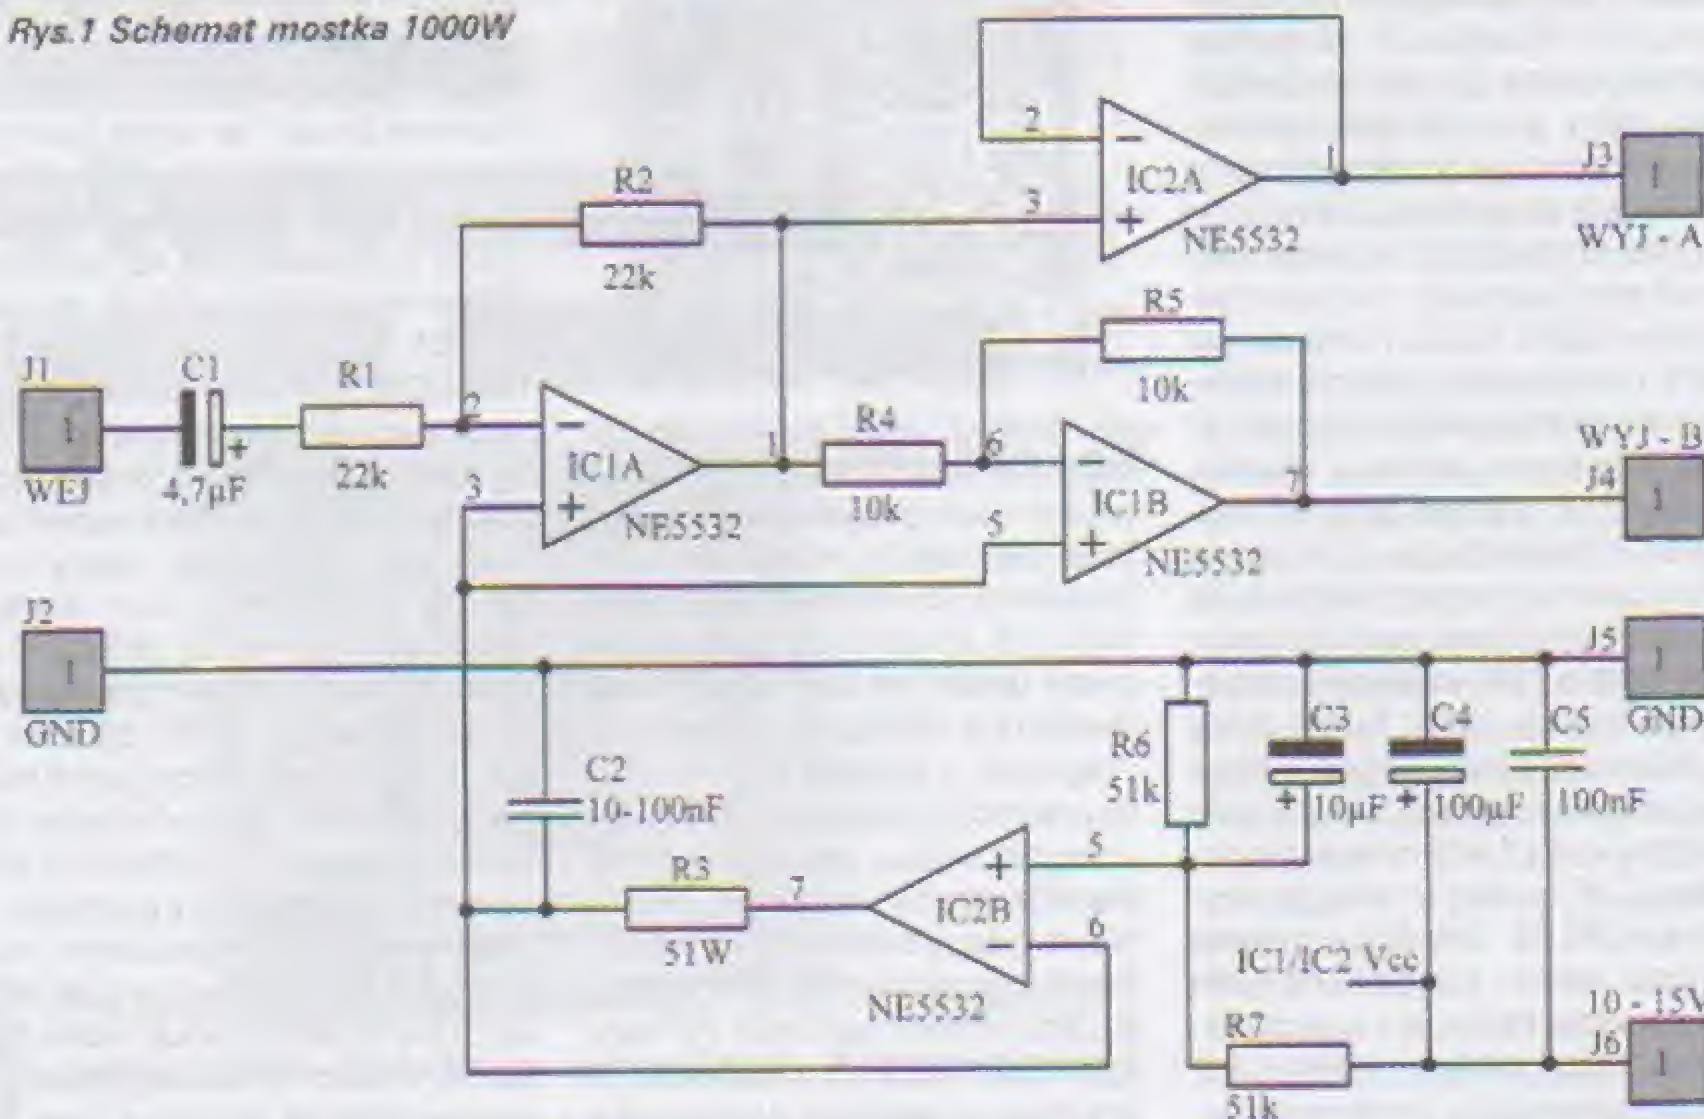 Rys.1 Schemat mostka 1000W
2
IC2A
1
J3
1
3
NE5532
WYJ - A
R2
22k
R5
10k
J1
1
WEJ
C1
+
4,7µF
R1
22k
2
IC1A
1
3
NE5532
R4
10k
6
IC1B
7
5
NE5532
WYJ - B
J4
1
J2
1
GND
J5
1
GND
C2
10-100nF
R6
51k
C3
+
10µF
C4
+
100µF
C5
100nF
R3
51W
7
IC2B
5
6
NE5532
IC1/IC2 Vcc
R7
51k
10 - 15V
J6
1